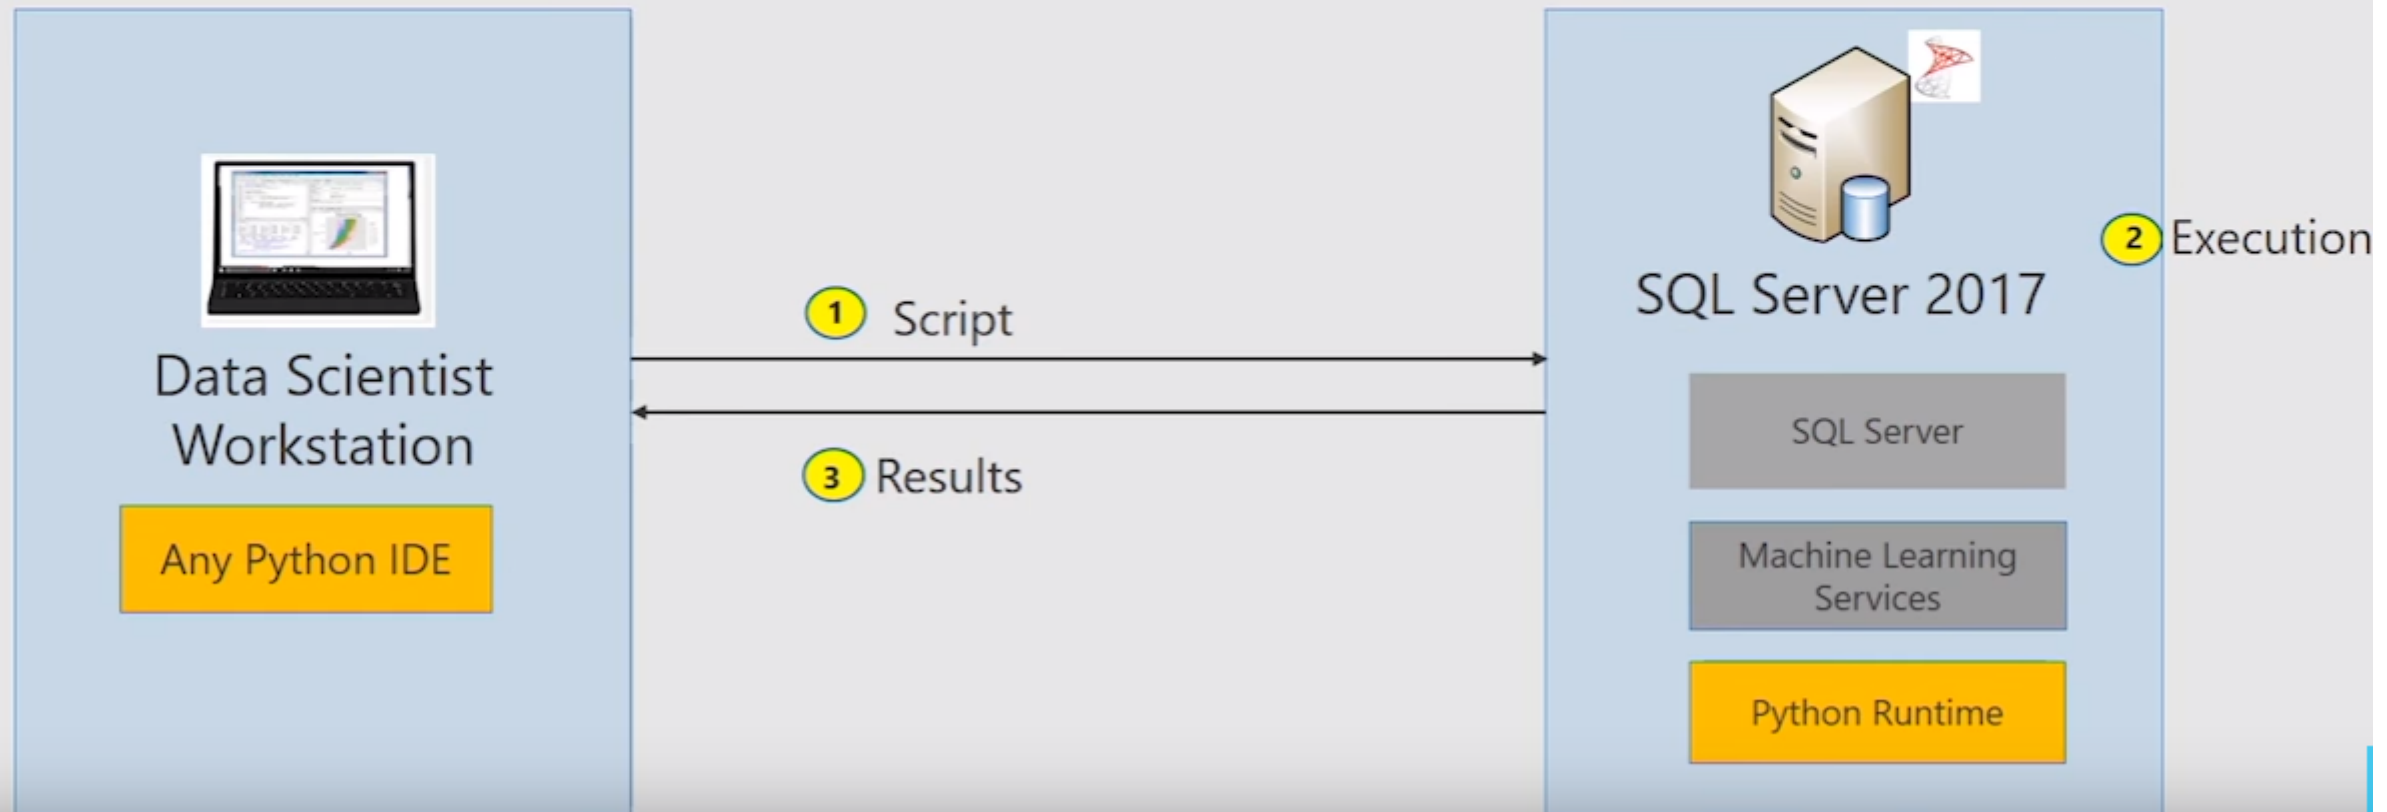 Data Scientist
Workstation
Any Python IDE
1 Script
3 Results
SQL Server 2017
2 Execution
SQL Server
Machine Learning
Services
Python Runtime